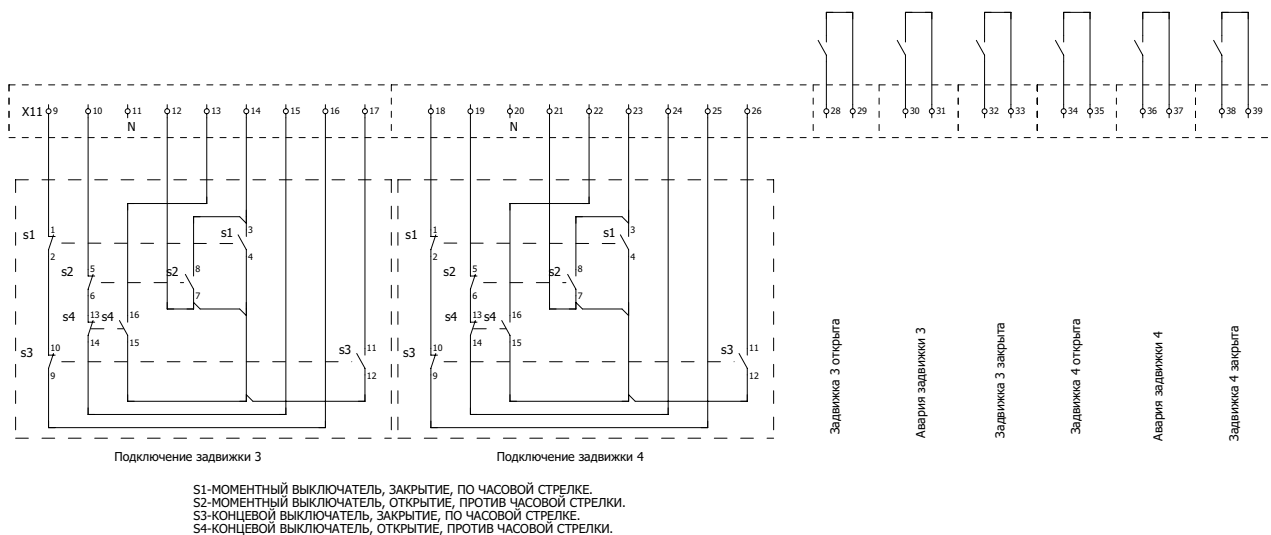 X11 9 10 11 12 13 14 15 16 17 18 19 20 21 22 23 24 25 26 28 29 30 31 32 33 34 35 36 37 38 39
N N
s1 1 2 s1 3 4 s1 1 2 s1 3 4
s2 5 6 s2 8 7 s2 5 6 s2 8 7
s4 13 14 s4 16 15 s4 13 14 s4 16 15
s3 10 9 s3 11 12 s3 10 9 s3 11 12
Задвижка 3 открыта
Авария задвижки 3
Задвижка 3 закрыта
Задвижка 4 открыта
Авария задвижки 4
Задвижка 4 закрыта
Подключение задвижки 3
Подключение задвижки 4
S1-МОМЕНТНЫЙ ВЫКЛЮЧАТЕЛЬ, ЗАКРЫТИЕ, ПО ЧАСОВОЙ СТРЕЛКЕ.
S2-МОМЕНТНЫЙ ВЫКЛЮЧАТЕЛЬ, ОТКРЫТИЕ, ПРОТИВ ЧАСОВОЙ СТРЕЛКИ.
S3-КОНЦЕВОЙ ВЫКЛЮЧАТЕЛЬ, ЗАКРЫТИЕ, ПО ЧАСОВОЙ СТРЕЛКЕ.
S4-КОНЦЕВОЙ ВЫКЛЮЧАТЕЛЬ, ОТКРЫТИЕ, ПРОТИВ ЧАСОВОЙ СТРЕЛКИ.